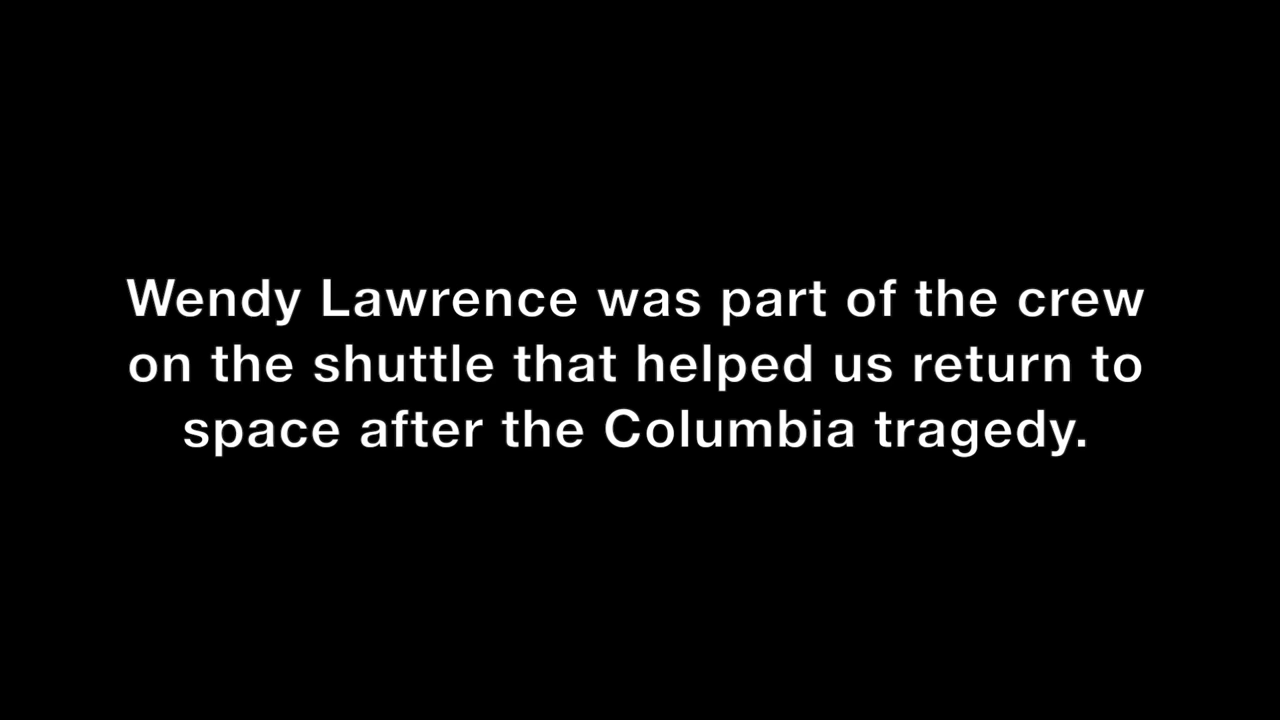 Wendy Lawrence was part of the crew
on the shuttle that helped us return to
space after the Columbia tragedy.